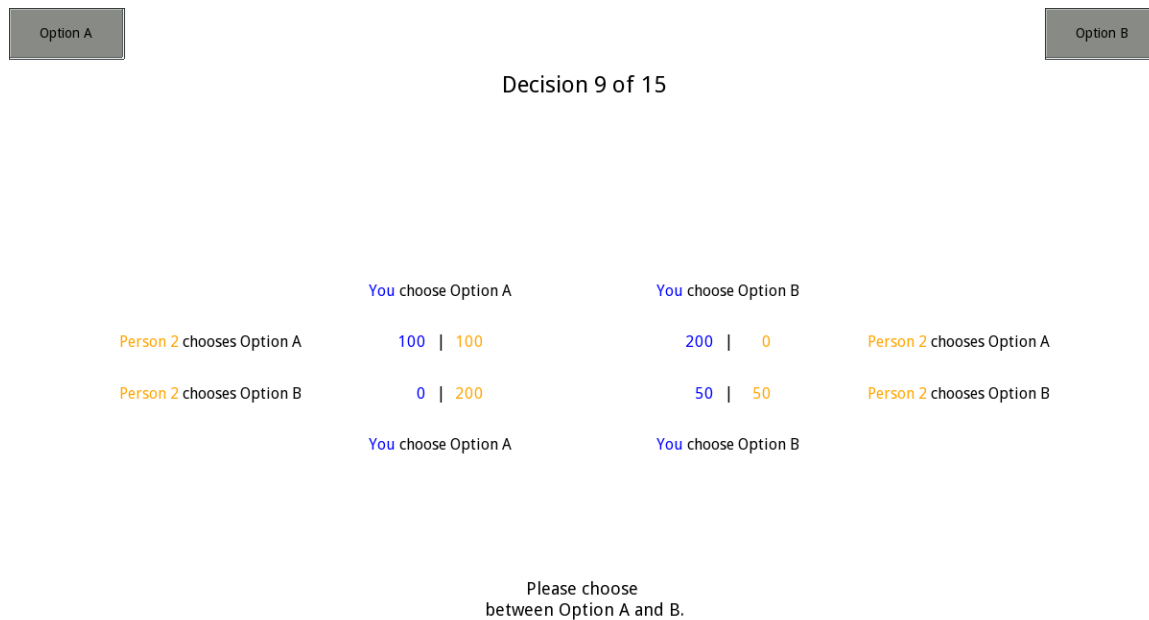 Option A Option B
Decision 9 of 15
You choose Option A You choose Option B
Person 2 chooses Option A 100 | 100 200 | 0 Person 2 chooses Option A
Person 2 chooses Option B 0 | 200 50 | 50 Person 2 chooses Option B
You choose Option A You choose Option B
Please choose
between Option A and B.